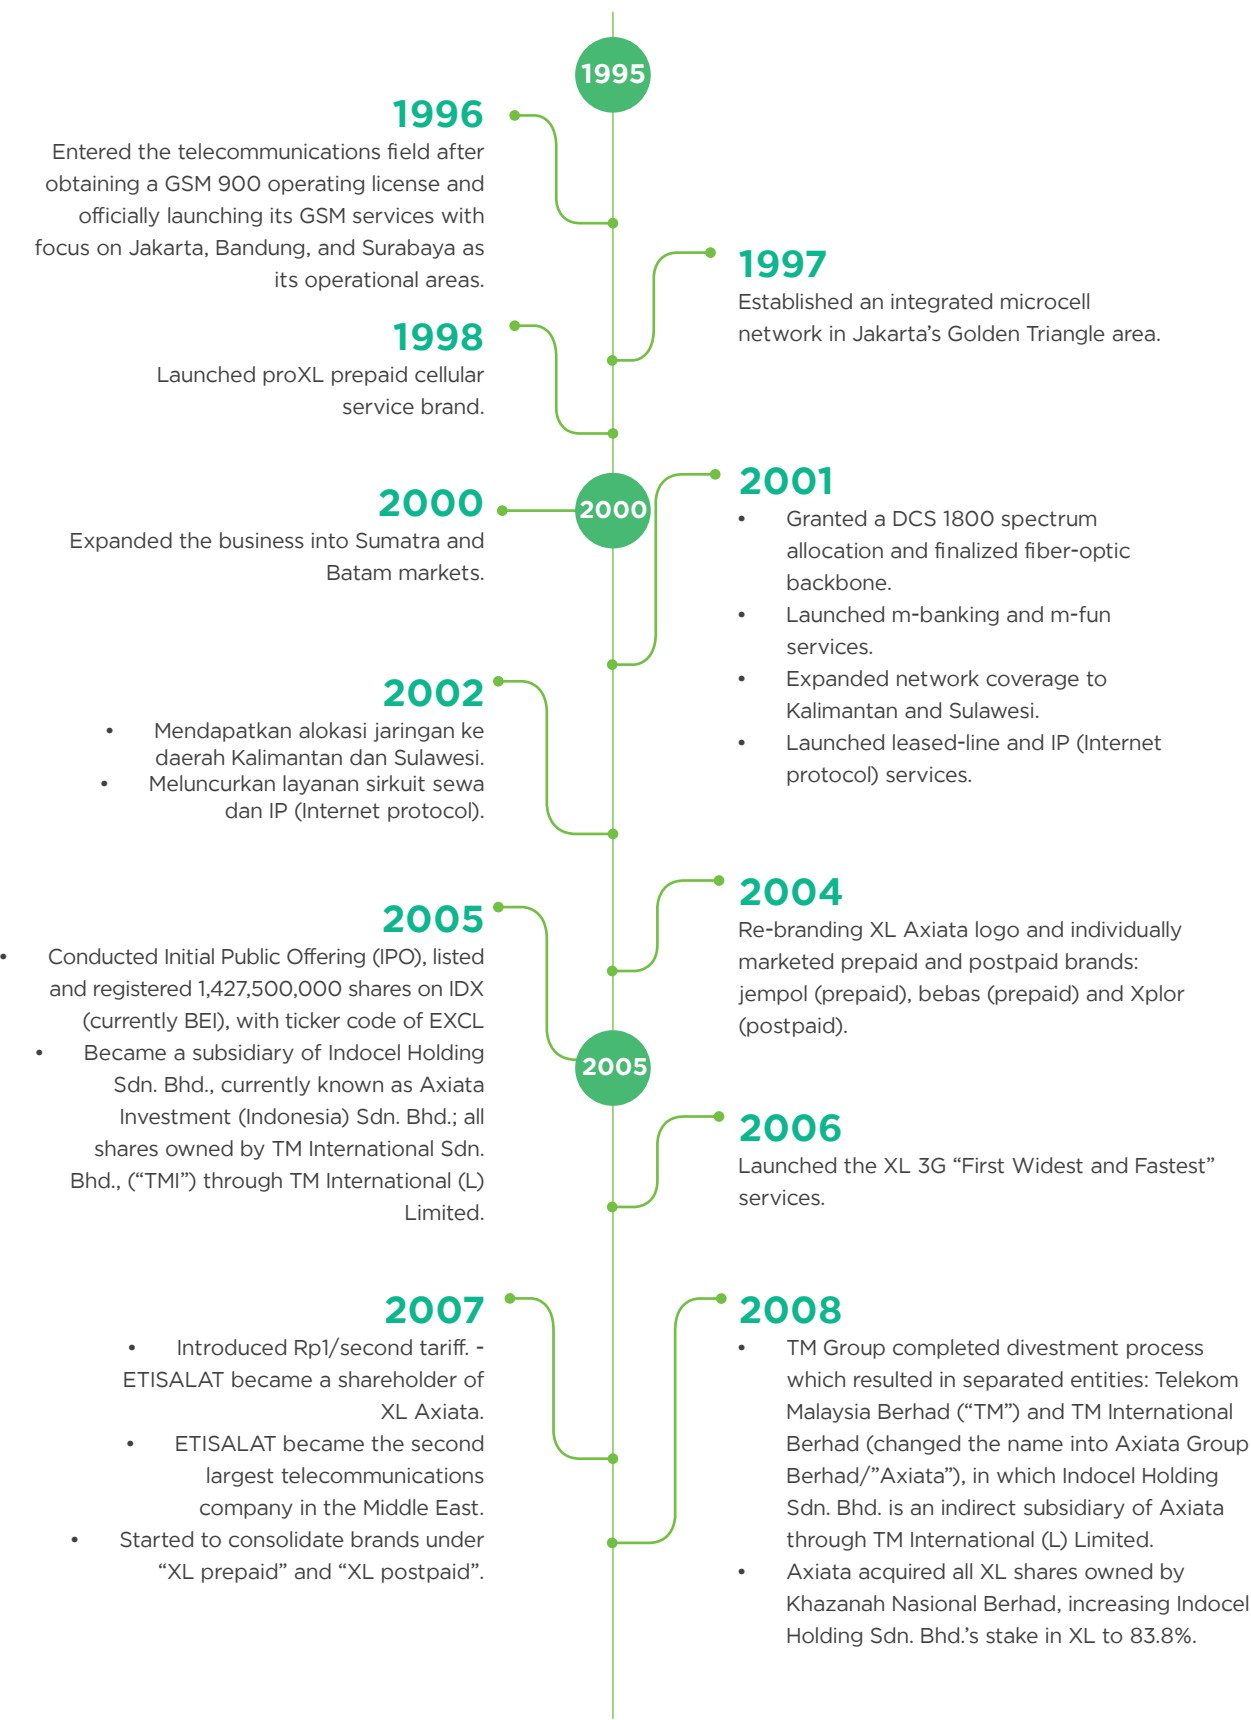 1995
1996
Entered the telecommunications field after
obtaining a GSM 900 operating license and
officially launching its GSM services with
focus on Jakarta, Bandung, and Surabaya as
its operational areas.
1997
Established an integrated microcell
network in Jakarta’s Golden Triangle area.
1998
Launched proXL prepaid cellular
service brand.
2000
2000
Expanded the business into Sumatra and
Batam markets.
2001
• Granted a DCS 1800 spectrum
allocation and finalized fiber-optic
backbone.
• Launched m-banking and m-fun
services.
• Expanded network coverage to
Kalimantan and Sulawesi.
• Launched leased-line and IP (Internet
protocol) services.
2002
• Mendapatkan alokasi jaringan ke
daerah Kalimantan dan Sulawesi.
• Meluncurkan layanan sirkuit sewa
dan IP (Internet protocol).
2004
Re-branding XL Axiata logo and individually
marketed prepaid and postpaid brands:
jempol (prepaid), bebas (prepaid) and Xplor
(postpaid).
2005
• Conducted Initial Public Offering (IPO), listed
and registered 1,427,500,000 shares on IDX
(currently BEI), with ticker code of EXCL
• Became a subsidiary of Indocel Holding
Sdn. Bhd., currently known as Axiata
Investment (Indonesia) Sdn. Bhd.; all
shares owned by TM International Sdn.
Bhd., (“TMI”) through TM International (L)
Limited.
2005
2006
Launched the XL 3G “First Widest and Fastest”
services.
2007
• Introduced Rp1/second tariff. -
ETISALAT became a shareholder of
XL Axiata.
• ETISALAT became the second
largest telecommunications
company in the Middle East.
• Started to consolidate brands under
“XL prepaid” and “XL postpaid”.
2008
• TM Group completed divestment process
which resulted in separated entities: Telekom
Malaysia Berhad (“TM”) and TM International
Berhad (changed the name into Axiata Group
Berhad/”Axiata”), in which Indocel Holding
Sdn. Bhd. is an indirect subsidiary of Axiata
through TM International (L) Limited.
• Axiata acquired all XL shares owned by
Khazanah Nasional Berhad, increasing Indocel
Holding Sdn. Bhd.’s stake in XL to 83.8%.